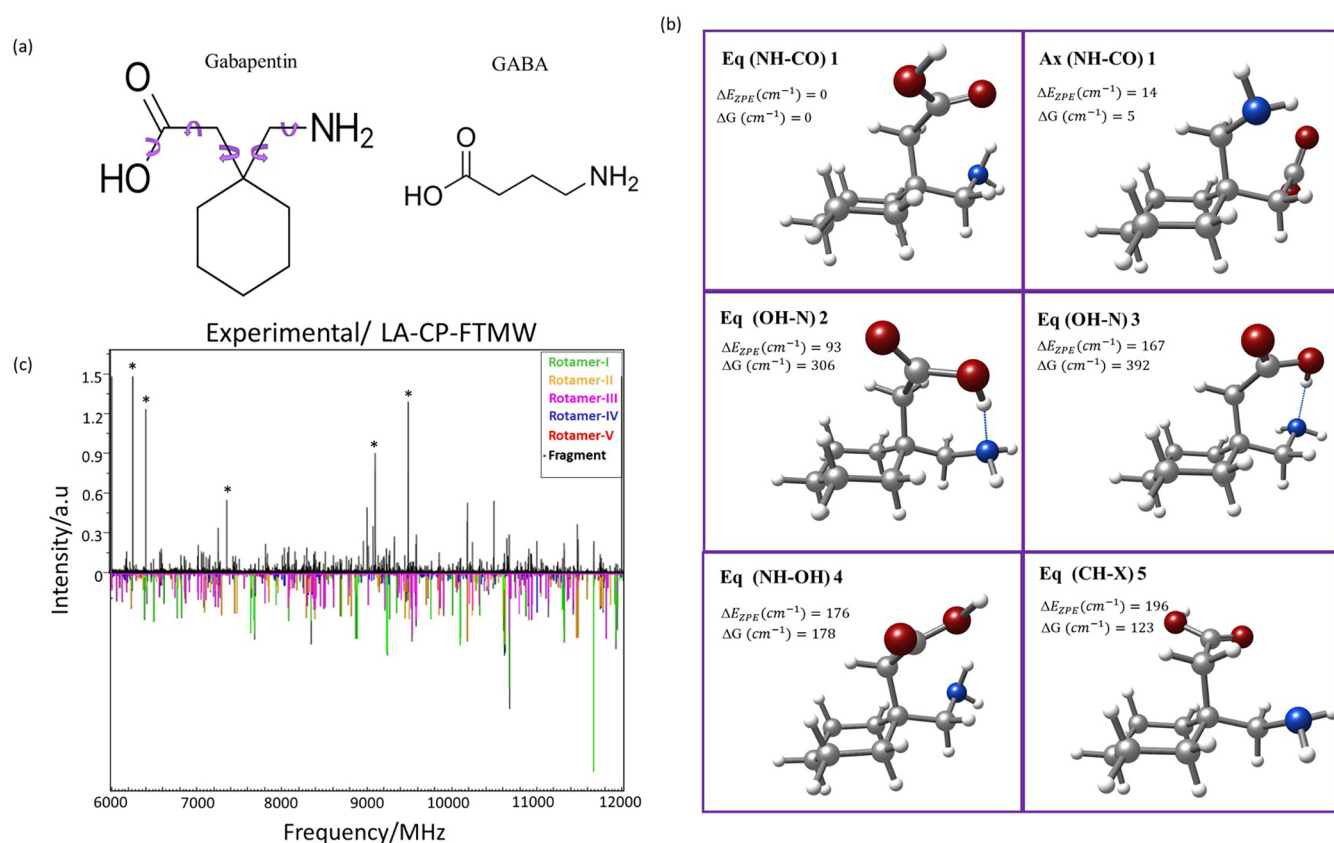 (a)
Gabapentin
GABA
O
HO
NH2
O
HO
NH2
Experimental/ LA-CP-FTMW
(c)
Intensity/a.u
1.5
1.2
0.9
0.6
0.3
0
*
*
*
*
*
Rotamer-I
Rotamer-II
Rotamer-III
Rotamer-IV
Rotamer-V
*Fragment
6000 7000 8000 9000 10000 11000 12000
Frequency/MHz
(b)
Eq (NH-CO) 1
ΔE_ZPE(cm⁻¹) = 0
ΔG (cm⁻¹) = 0
Ax (NH-CO) 1
ΔE_ZPE(cm⁻¹) = 14
ΔG (cm⁻¹) = 5
Eq (OH-N) 2
ΔE_ZPE(cm⁻¹) = 93
ΔG (cm⁻¹) = 306
Eq (OH-N) 3
ΔE_ZPE(cm⁻¹) = 167
ΔG (cm⁻¹) = 392
Eq (NH-OH) 4
ΔE_ZPE(cm⁻¹) = 176
ΔG (cm⁻¹) = 178
Eq (CH-X) 5
ΔE_ZPE(cm⁻¹) = 196
ΔG (cm⁻¹) = 123